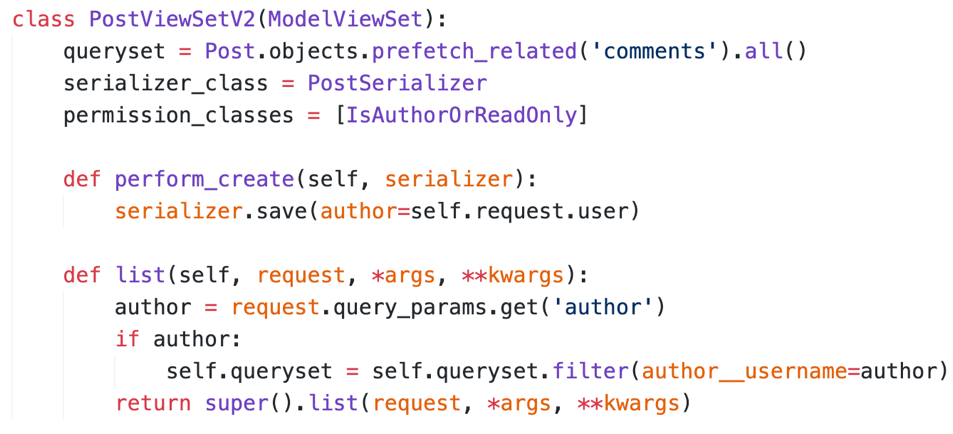 class PostViewSetV2(ModelViewSet):
    queryset = Post.objects.prefetch_related('comments').all()
    serializer_class = PostSerializer
    permission_classes = [IsAuthorOrReadOnly]

    def perform_create(self, serializer):
        serializer.save(author=self.request.user)

    def list(self, request, *args, **kwargs):
        author = request.query_params.get('author')
        if author:
            self.queryset = self.queryset.filter(author__username=author)
        return super().list(request, *args, **kwargs)